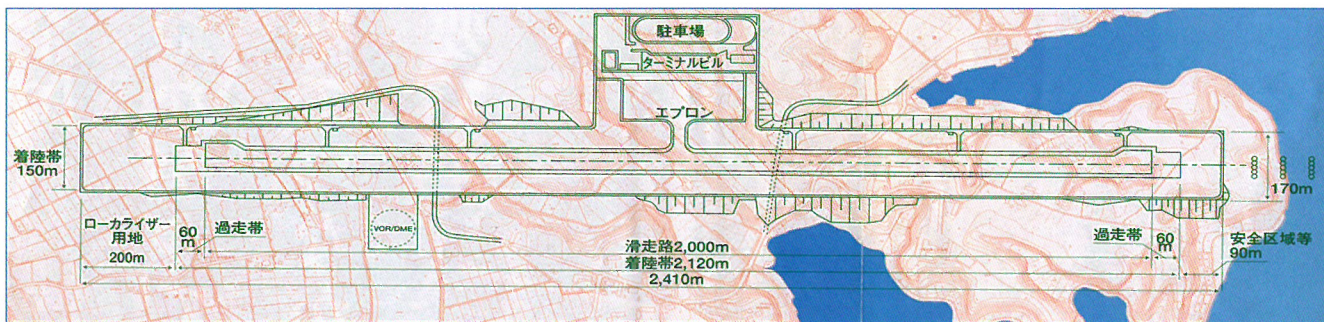 駐車場
ターミナルビル
エプロン
着陸帯
150m
170m
VOR/DME
ローカライザー
用地
200m
60
m
過走帯
滑走路2,000m
着陸帯2,120m
2,410m
過走帯
60
m
安全区域等
90m